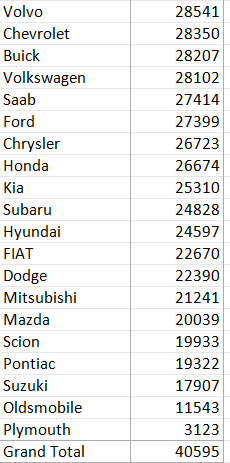 Volvo 28541
Chevrolet 28350
Buick 28207
Volkswagen 28102
Saab 27414
Ford 27399
Chrysler 26723
Honda 26674
Kia 25310
Subaru 24828
Hyundai 24597
FIAT 22670
Dodge 22390
Mitsubishi 21241
Mazda 20039
Scion 19933
Pontiac 19322
Suzuki 17907
Oldsmobile 11543
Plymouth 3123
Grand Total 40595